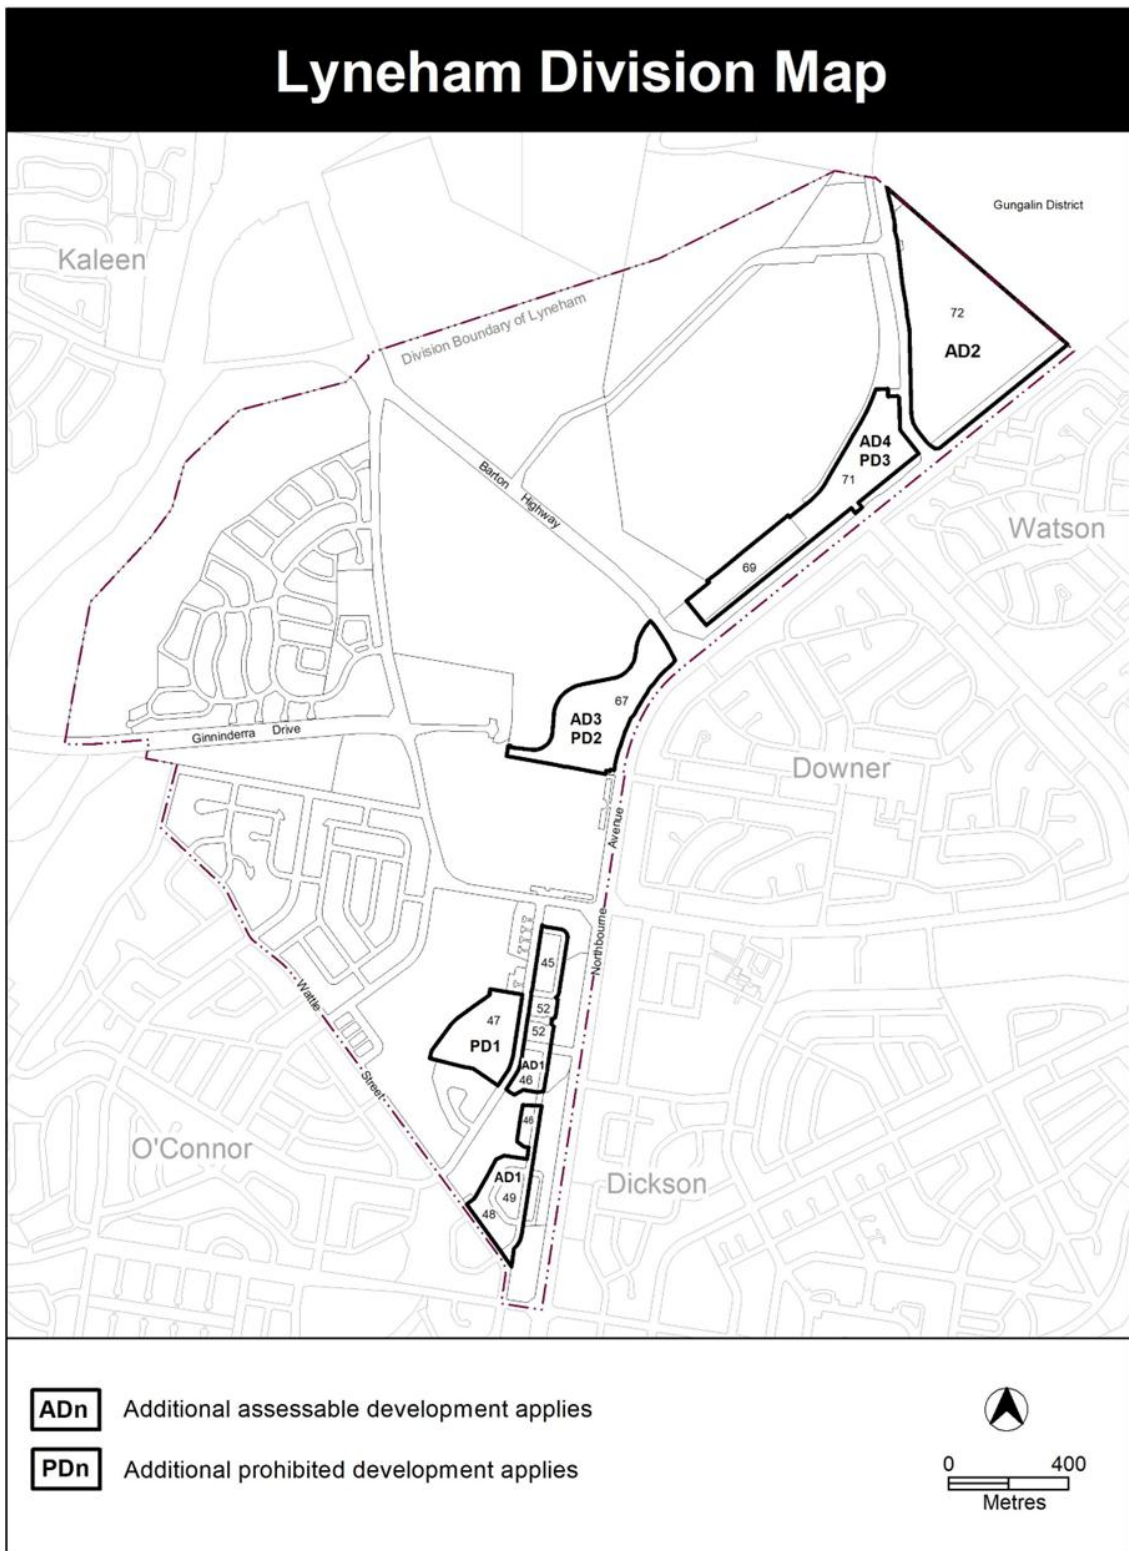 Lyneham Division Map
Gungalin District
Kaleen
Division Boundary of Lyneham
72
AD2
AD4
PD3
71
Barton Highway
Watson
69
67
AD3
PD2
Ginninderra Drive
Downer
Northbourne Avenue
45
52
47
52
PD1
AD1
46
Wattle Street
46
O'Connor
AD1
Dickson
49
48
ADn Additional assessable development applies
PDn Additional prohibited development applies
0 400
Metres